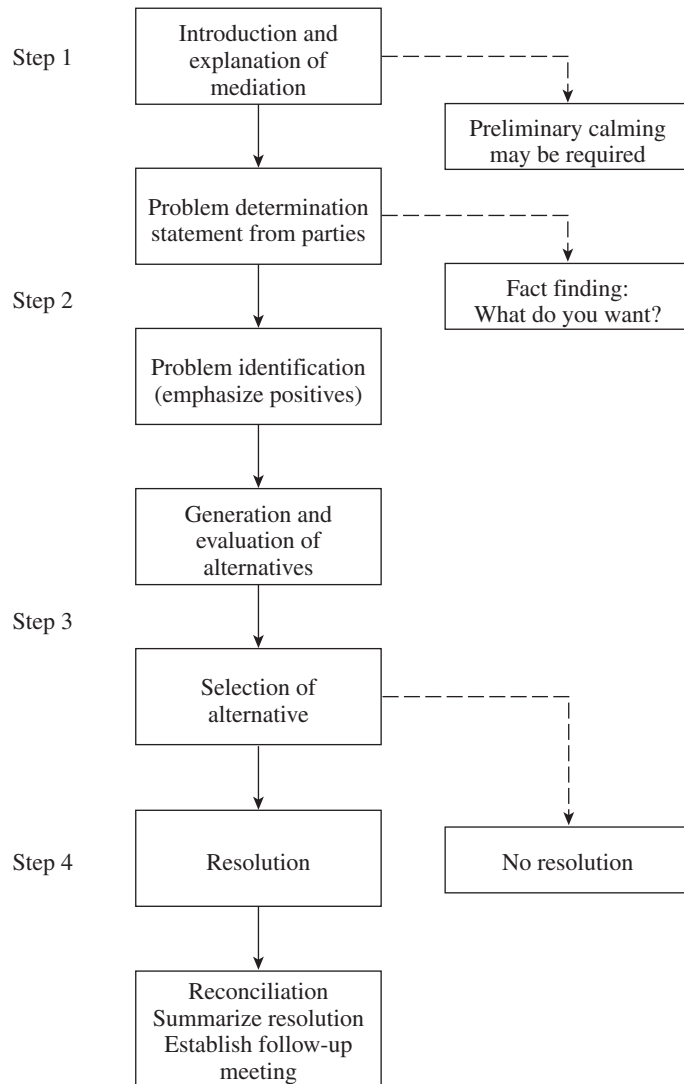 Step 1
Introduction and
explanation of
mediation
Preliminary calming
may be required
Problem determination
statement from parties
Step 2
Fact finding:
What do you want?
Problem identification
(emphasize positives)
Generation and
evaluation of
alternatives
Step 3
Selection of
alternative
Step 4
Resolution
No resolution
Reconciliation
Summarize resolution
Establish follow-up
meeting